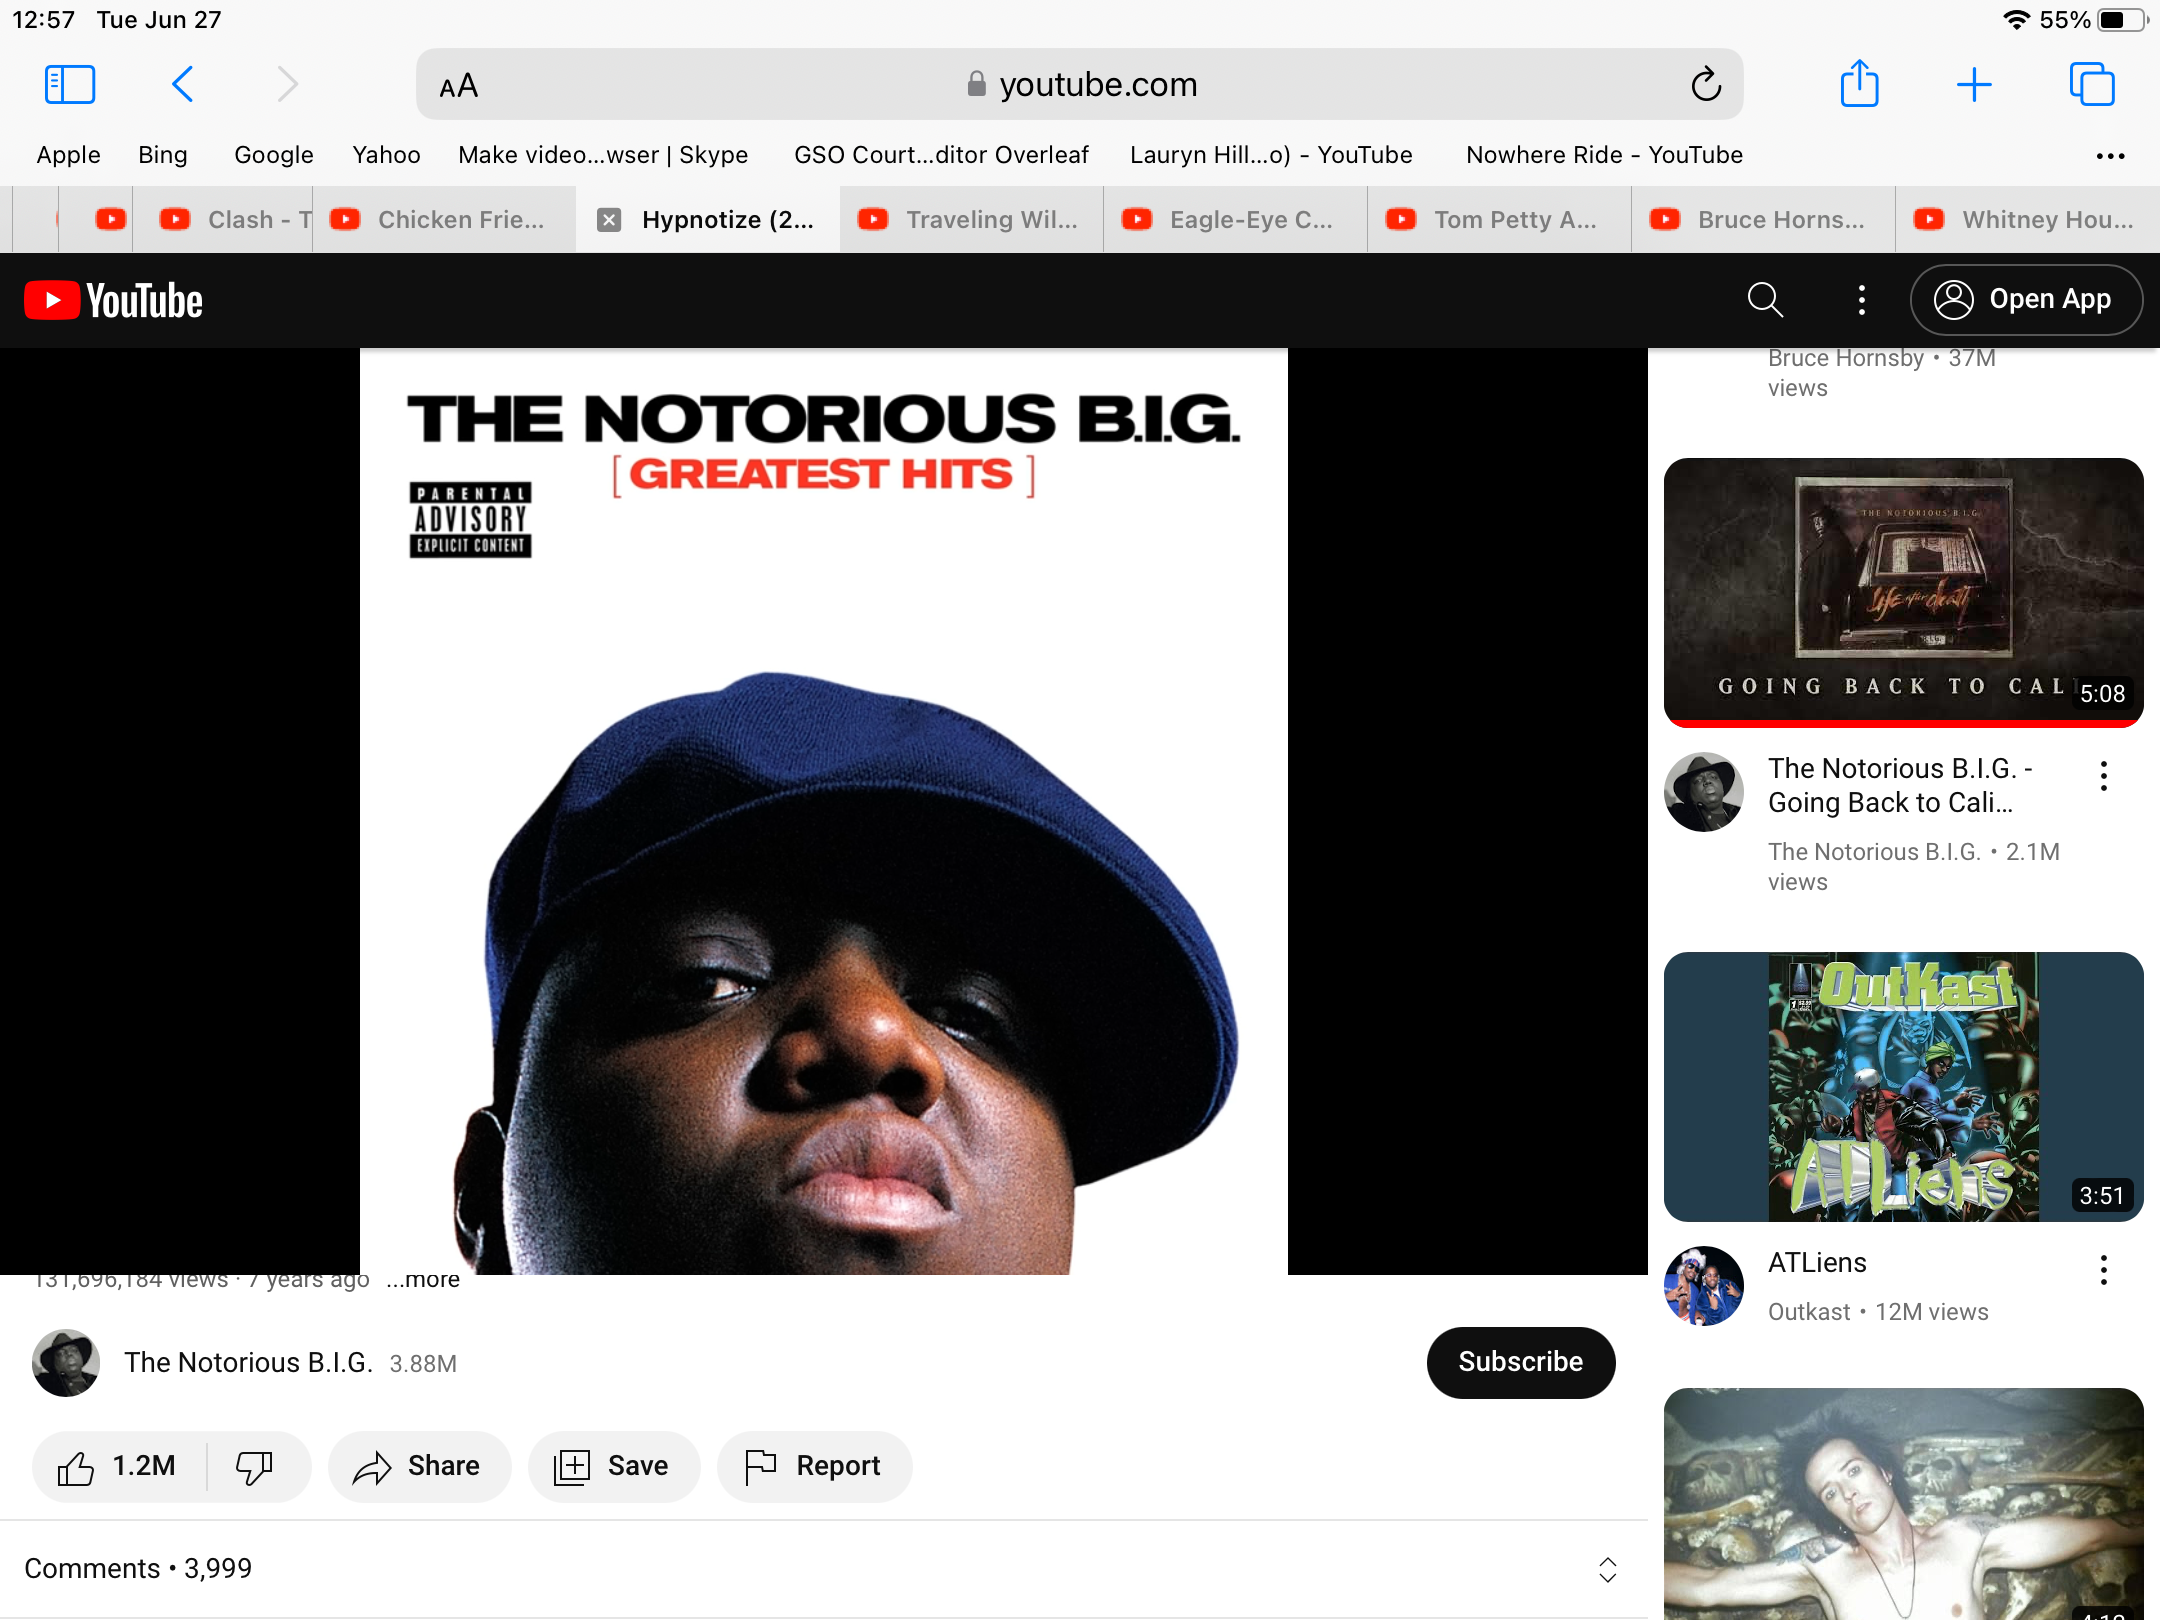 12:57 Tue Jun 27
55%
AA
youtube.com
Apple
Bing
Google
Yahoo
Make video...wser | Skype
GSO Court...ditor Overleaf
Lauryn Hill...o) - YouTube
Nowhere Ride - YouTube
Clash - T
Chicken Frie...
Hypnotize (2...
Traveling Wil...
Eagle-Eye C...
Tom Petty A...
Bruce Horns...
Whitney Hou...
YouTube
Open App
THE NOTORIOUS B.I.G.
[GREATEST HITS]
PARENTAL
ADVISORY
EXPLICIT CONTENT
131,696,184 views · 7 years ago ...more
The Notorious B.I.G. 3.88M
Subscribe
1.2M
Share
Save
Report
Comments • 3,999
Bruce Hornsby • 37M
views
THE NOTORIOUS B.I.G.
Life after death
B.I.G.
GOING BACK TO CALI
5:08
The Notorious B.I.G. -
Going Back to Cali...
The Notorious B.I.G. • 2.1M
views
OutKast
ATLiens
3:51
ATLiens
Outkast • 12M views